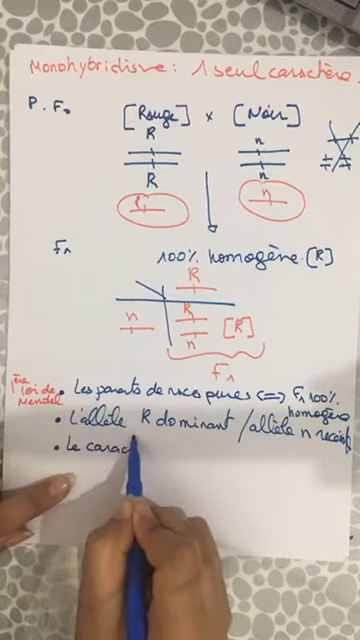 Monohybridisme : 1 seul caractère.
P. F₀ [Rouge] × [Noir]
R n
R n
R n
F₁ 100% homogène. [R]
R
n R [R]
n
F₁
1ère loi de Mendel
• Les parents de races pures <=> F₁ 100% homogène
• L'allèle R dominant / allèle n récessif
• Le carac